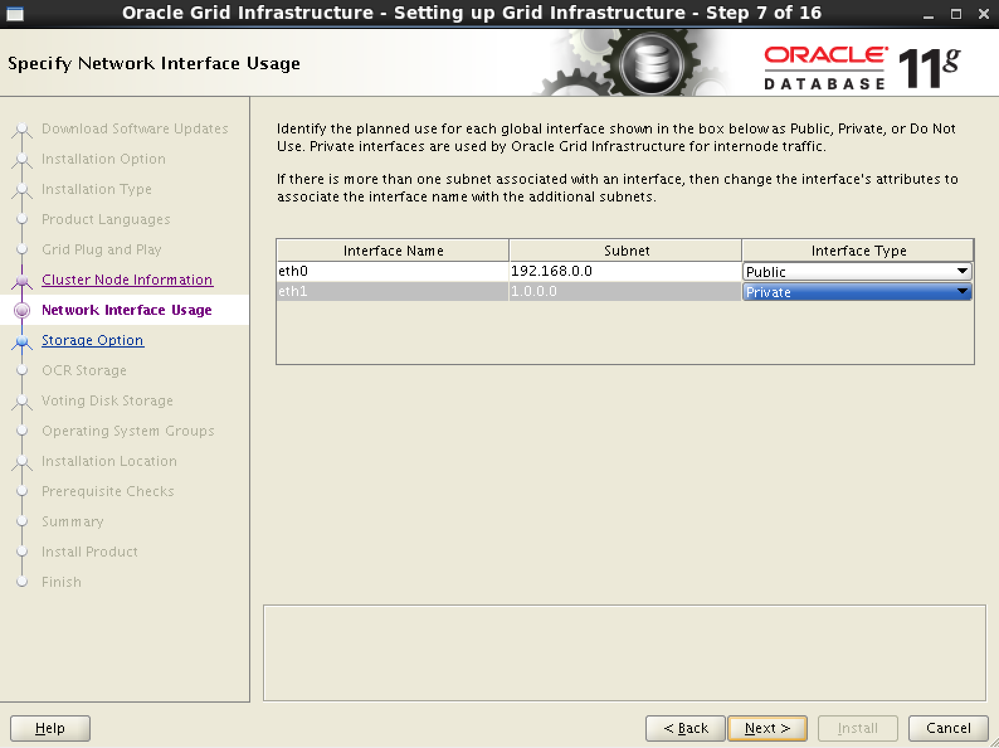 Oracle Grid Infrastructure - Setting up Grid Infrastructure - Step 7 of 16
Specify Network Interface Usage
ORACLE
DATABASE
11g
Download Software Updates
Installation Option
Installation Type
Product Languages
Grid Plug and Play
Cluster Node Information
Network Interface Usage
Storage Option
OCR Storage
Voting Disk Storage
Operating System Groups
Installation Location
Prerequisite Checks
Summary
Install Product
Finish
Identify the planned use for each global interface shown in the box below as Public, Private, or Do Not
Use. Private interfaces are used by Oracle Grid Infrastructure for internode traffic.
If there is more than one subnet associated with an interface, then change the interface's attributes to
associate the interface name with the additional subnets.
Interface Name Subnet Interface Type
eth0 192.168.0.0 Public
eth1 1.0.0.0 Private
Help < Back Next > Install Cancel